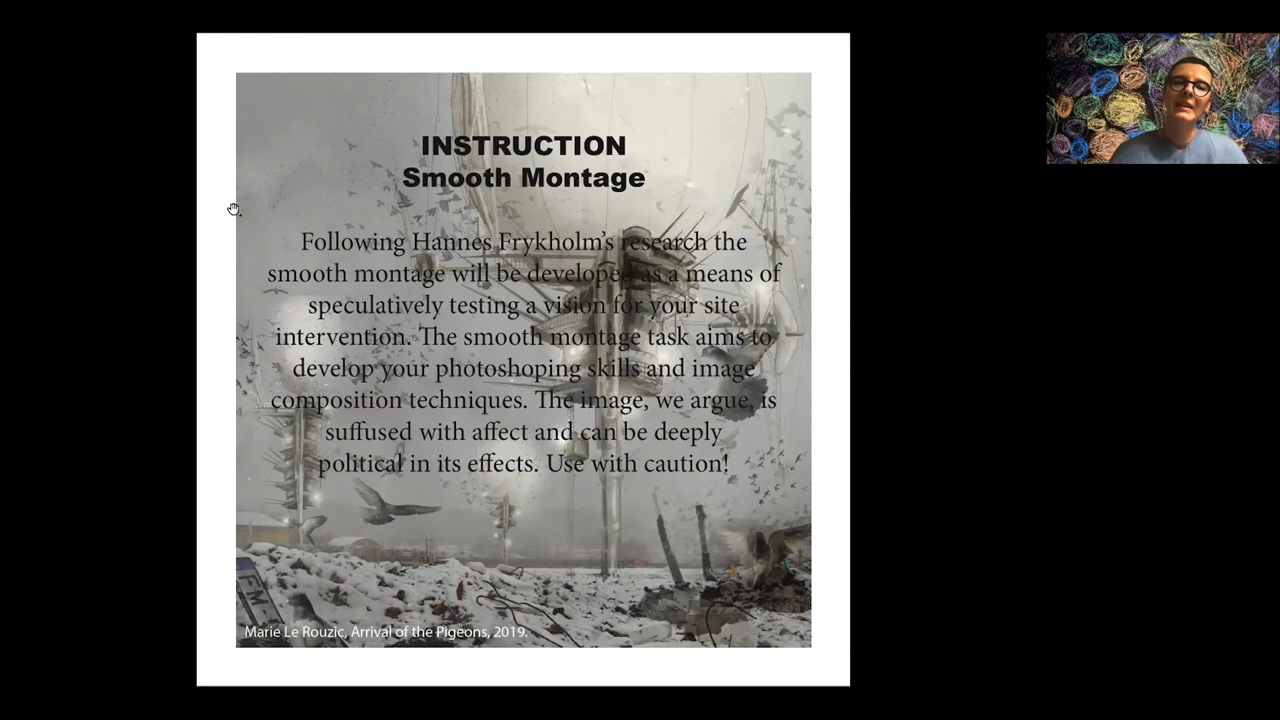 INSTRUCTION
Smooth Montage
Following Hannes Frykholm's research the
smooth montage will be developed as a means of
speculatively testing a vision for your site
intervention. The smooth montage task aims to
develop your photoshoping skills and image
composition techniques. The image, we argue, is
suffused with affect and can be deeply
political in its effects. Use with caution!
Marie Le Rouzic, Arrival of the Pigeons, 2019.